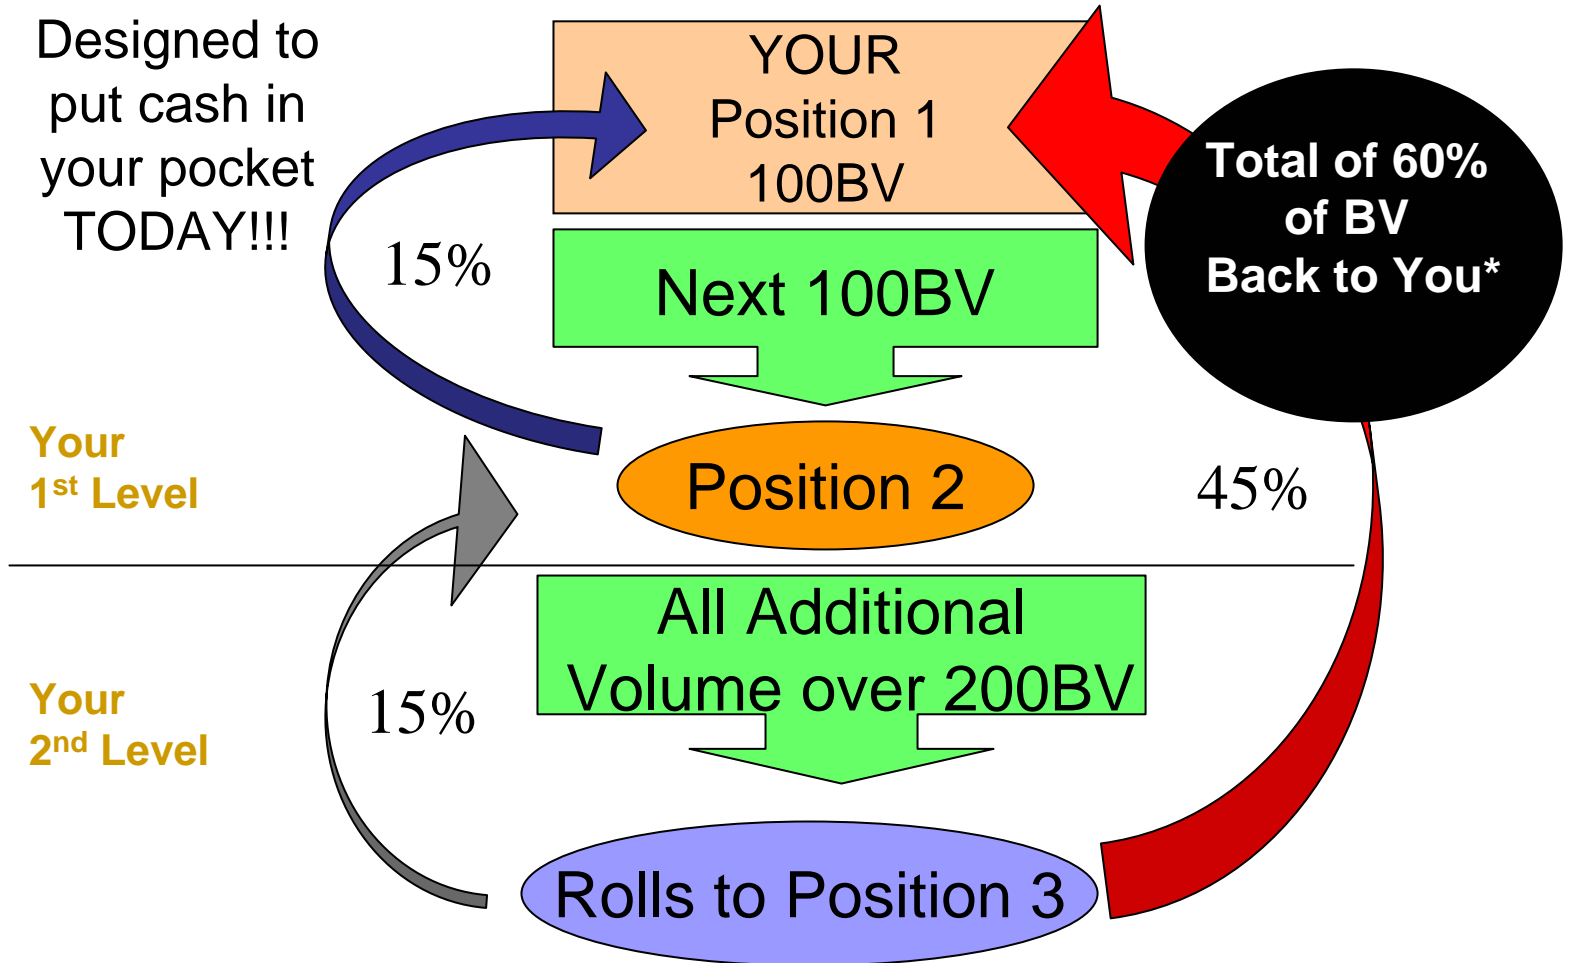 Designed to
put cash in
your pocket
TODAY!!!
YOUR
Position 1
100BV
Total of 60%
of BV
Back to You*
15%
Next 100BV
Your
1st Level
Position 2
45%
All Additional
Volume over 200BV
Your
2nd Level
15%
Rolls to Position 3